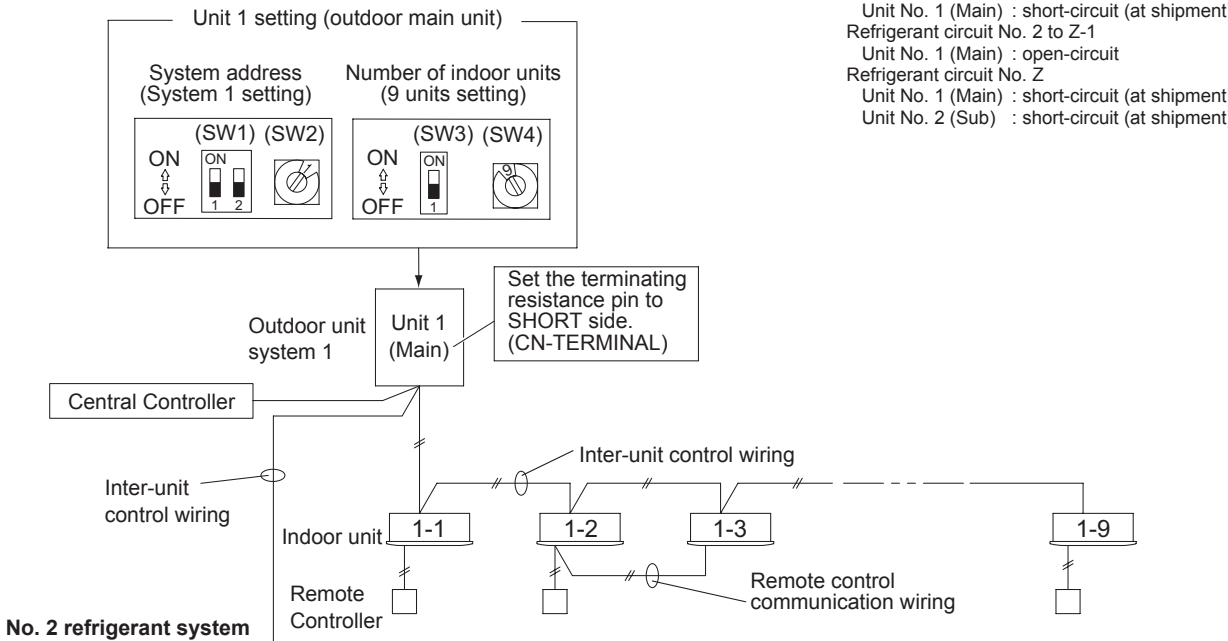 Unit 1 setting (outdoor main unit)
Unit No. 1 (Main) : short-circuit (at shipment
Refrigerant circuit No. 2 to Z-1
Unit No. 1 (Main) : open-circuit
Refrigerant circuit No. Z
Unit No. 1 (Main) : short-circuit (at shipment
Unit No. 2 (Sub) : short-circuit (at shipment
System address
(System 1 setting)
Number of indoor units
(9 units setting)
(SW1) (SW2)
ON
OFF
ON
1 2
(SW3) (SW4)
ON
OFF
ON
1
9
Set the terminating
resistance pin to
SHORT side.
(CN-TERMINAL)
Outdoor unit
system 1
Unit 1
(Main)
Central Controller
Inter-unit
control wiring
Inter-unit control wiring
Indoor unit
1-1
1-2
1-3
1-9
Remote
Controller
Remote control
communication wiring
No. 2 refrigerant system